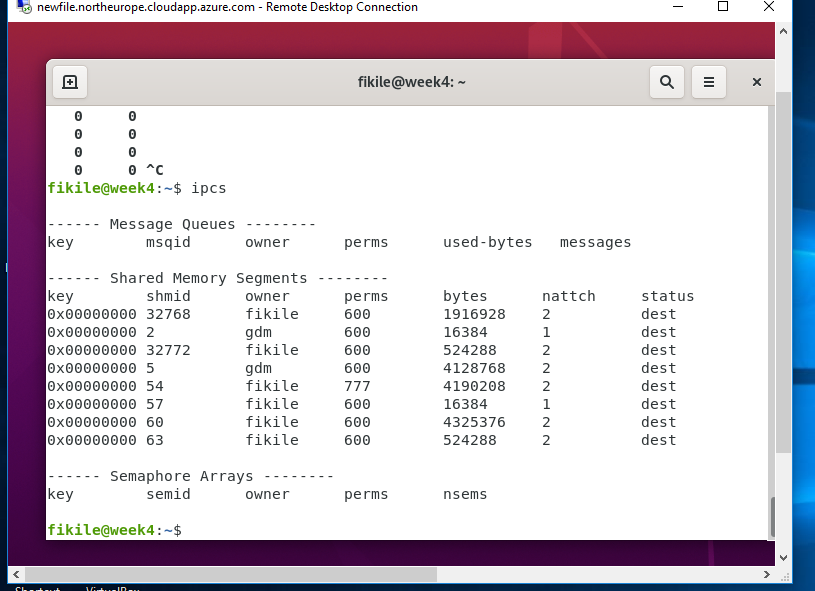 newfile.northeurope.cloudapp.azure.com - Remote Desktop Connection
fikile@week4: ~
0 0
0 0
0 0
0 0 ^C
fikile@week4:~$ ipcs
------ Message Queues --------
key msqid owner perms used-bytes messages
------ Shared Memory Segments --------
key shmid owner perms bytes nattch status
0x00000000 32768 fikile 600 1916928 2 dest
0x00000000 2 gdm 600 16384 1 dest
0x00000000 32772 fikile 600 524288 2 dest
0x00000000 5 gdm 600 4128768 2 dest
0x00000000 54 fikile 777 4190208 2 dest
0x00000000 57 fikile 600 16384 1 dest
0x00000000 60 fikile 600 4325376 2 dest
0x00000000 63 fikile 600 524288 2 dest
------ Semaphore Arrays --------
key semid owner perms nsems
fikile@week4:~$
Shortcut VirtualBox